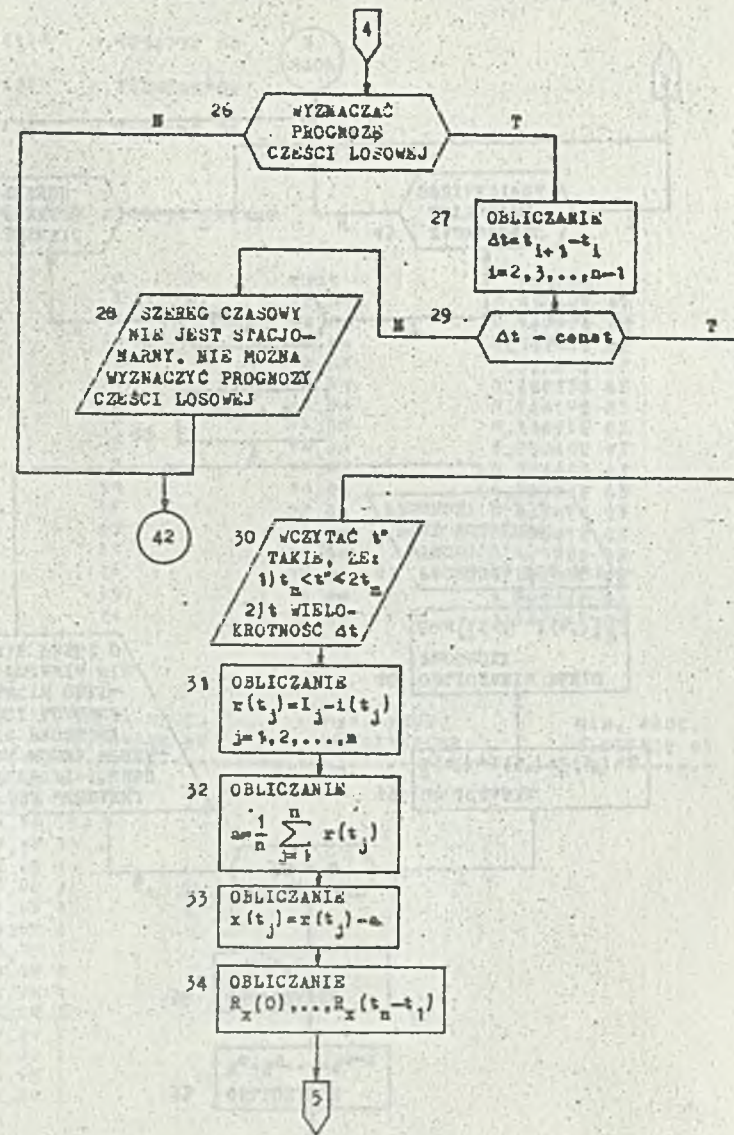 4
26 WYZNACZAĆ
PROGNOZĘ
CZĘŚCI LOSOWEJ
N
T
27 OBLICZANIE
Δt=t_{i+1}-t_i
i=2,3,...,n-1
28 SZEREG CZASOWY
NIE JEST STACJO-
NARNY. NIE MOŻNA
WYZNACZYĆ PROGNOZY
CZĘŚCI LOSOWEJ
N
29 Δt - const
T
42
30 WCZYTAĆ t*
TAKIE, ŻE:
1) t_n<t*≤2t_n
2) t WIELO-
KROTNOŚĆ Δt
31 OBLICZANIE
r(t_j)=I_j-i(t_j)
j=1,2,...,n
32 OBLICZANIE
a=\frac{1}{n} \sum_{j=1}^{n} r(t_j)
33 OBLICZANIE
x(t_j)=r(t_j)-a
34 OBLICZANIE
R_x(0),...,R_x(t_n-t_1)
5